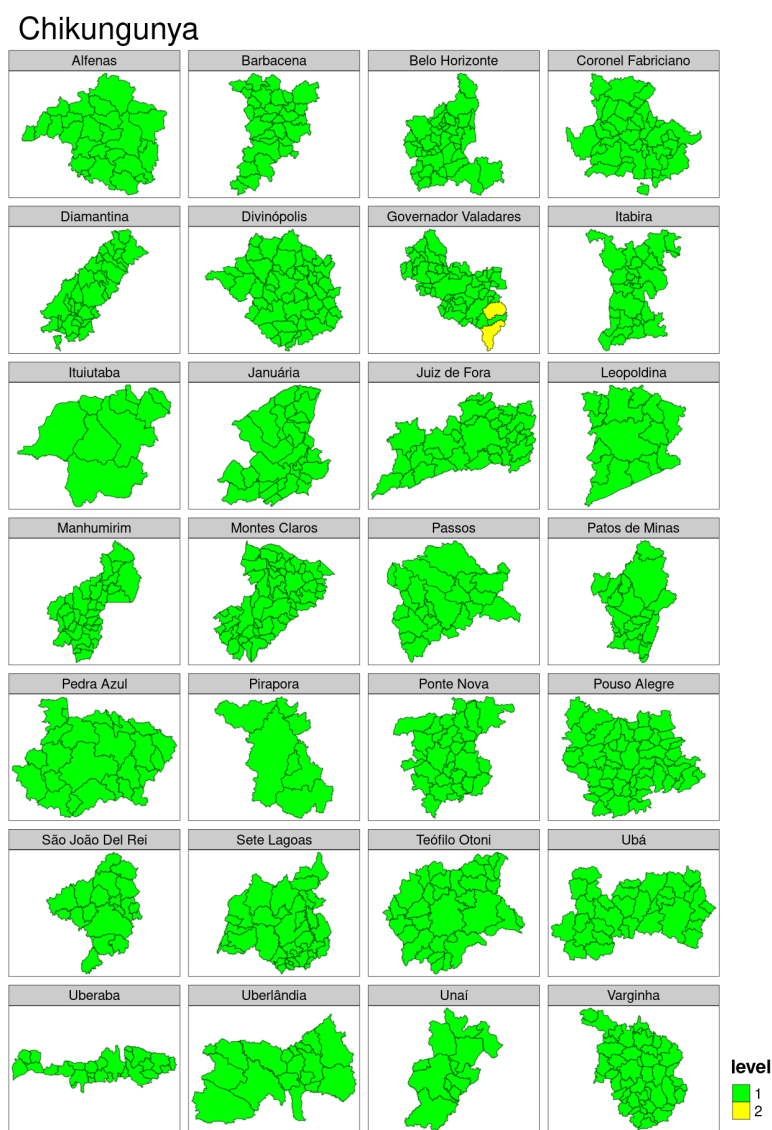 Chikungunya
Alfenas
Barbacena
Belo Horizonte
Coronel Fabriciano
Diamantina
Divinópolis
Governador Valadares
Itabira
Ituiutaba
Januária
Juiz de Fora
Leopoldina
Manhumirim
Montes Claros
Passos
Patos de Minas
Pedra Azul
Pirapora
Ponte Nova
Pouso Alegre
São João Del Rei
Sete Lagoas
Teófilo Otoni
Ubá
Uberaba
Uberlândia
Unaí
Varginha
level
1
2